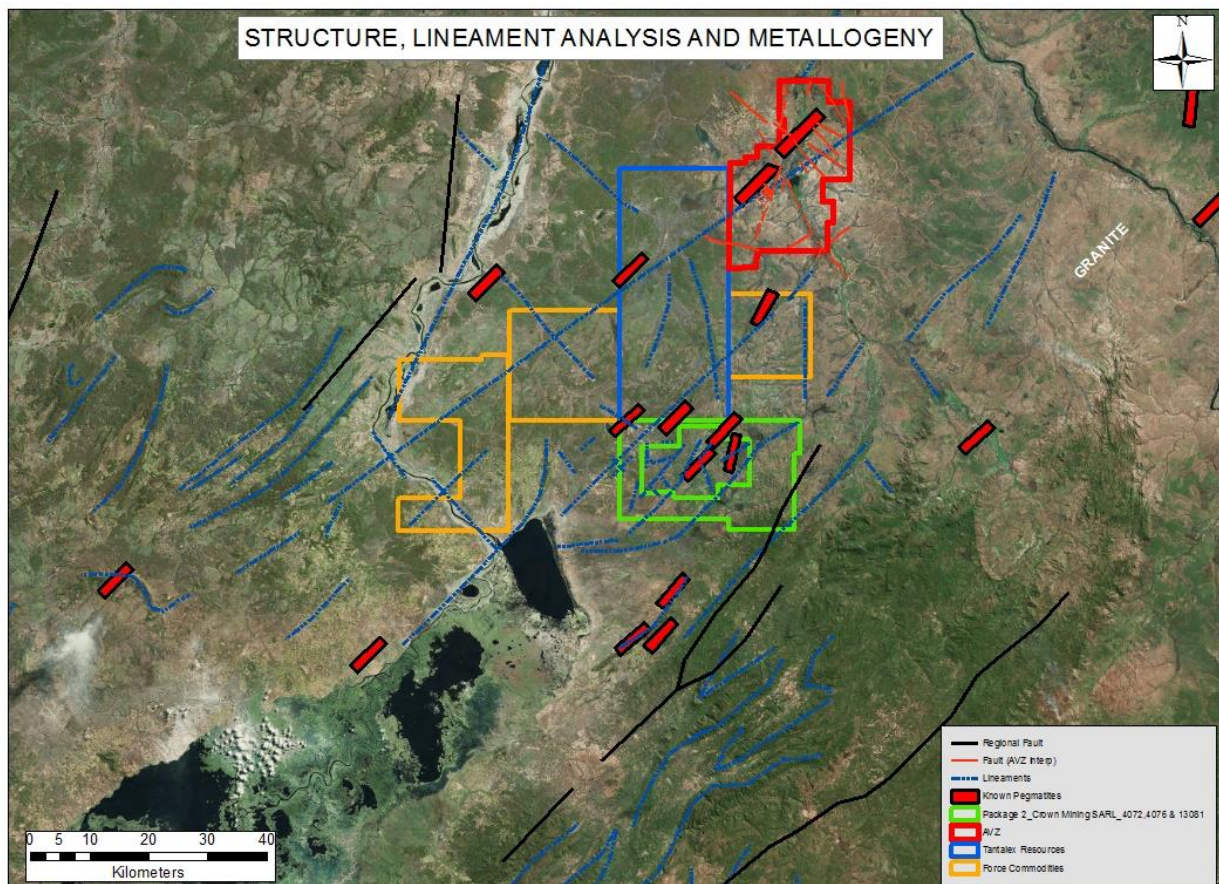 STRUCTURE, LINEAMENT ANALYSIS AND METALLOGENY
N
GRANITE
Regional Fault
Fault (AVZ Interp)
Lineaments
Known Pegmatites
Package 2_Crown Mining SARL_4072,4076 & 13081
AVZ
Tantalex Resources
Force Commodities
0 5 10 20 30 40
Kilometers